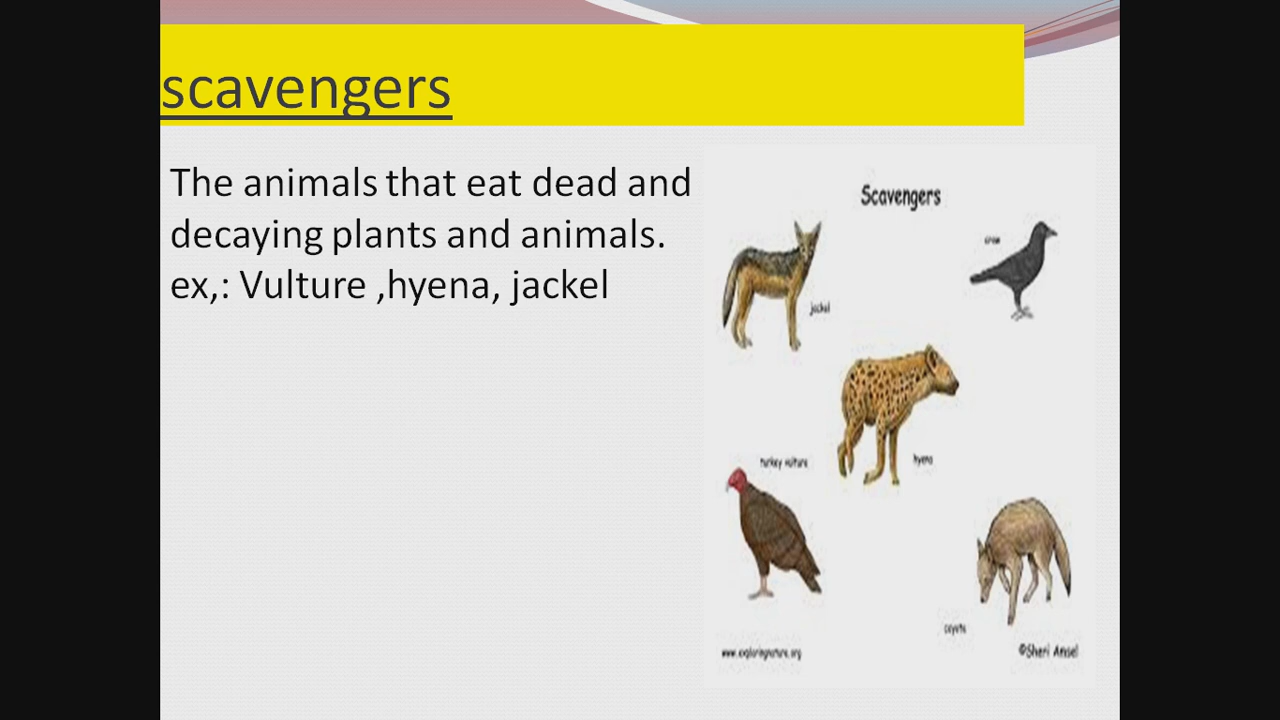 scavengers
The animals that eat dead and
decaying plants and animals.
ex,: Vulture ,hyena, jackel
Scavengers
crow
jackel
turkey vulture
hyena
coyote
www.exploringnature.org
©Sheri Amsel